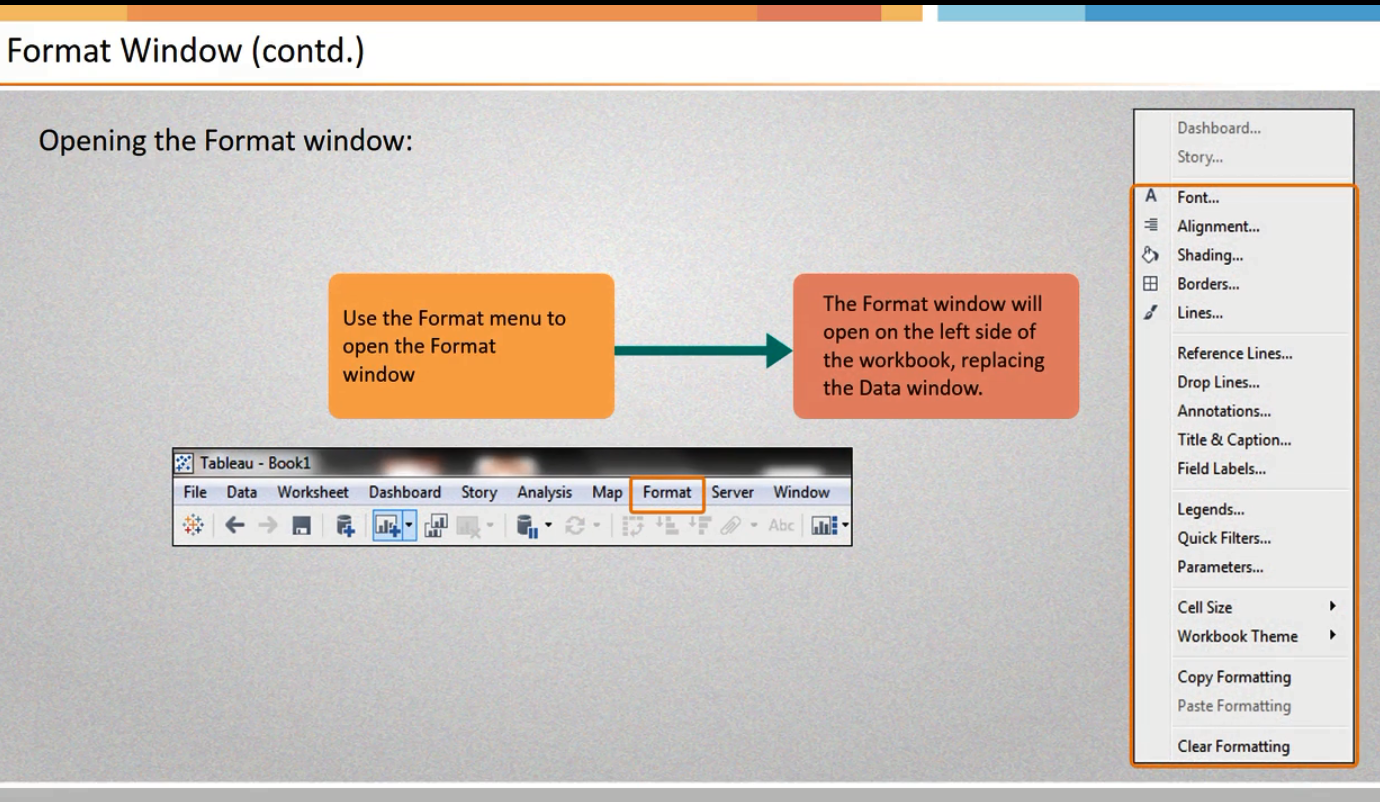 Format Window (contd.)
Opening the Format window:
Use the Format menu to
open the Format
window
The Format window will
open on the left side of
the workbook, replacing
the Data window.
Tableau - Book1
File Data Worksheet Dashboard Story Analysis Map Format Server Window
Abc
Dashboard...
Story...
A Font...
Alignment...
Shading...
Borders...
Lines...
Reference Lines...
Drop Lines...
Annotations...
Title & Caption...
Field Labels...
Legends...
Quick Filters...
Parameters...
Cell Size
Workbook Theme
Copy Formatting
Paste Formatting
Clear Formatting